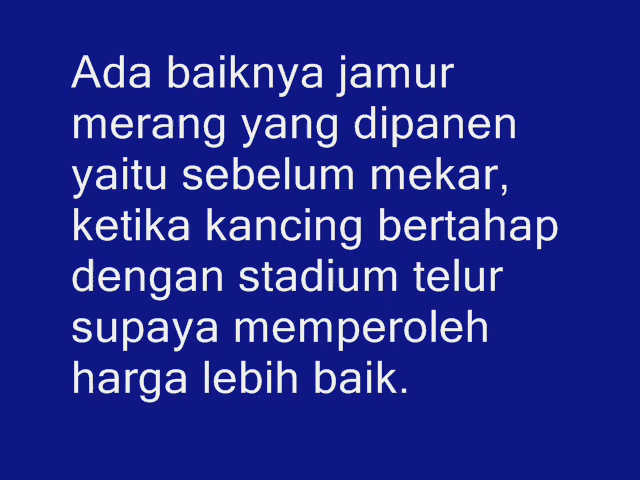 Ada baiknya jamur
merang yang dipanen
yaitu sebelum mekar,
ketika kancing bertahap
dengan stadium telur
supaya memperoleh
harga lebih baik.